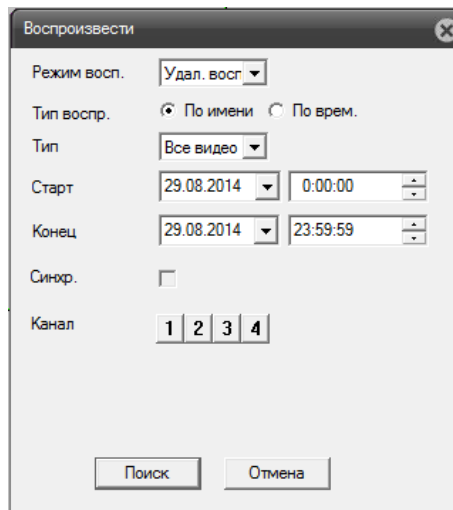 Воспроизвести
Режим восп. Удал. восп
Тип воспр. По имени По врем.
Тип Все видео
Старт 29.08.2014 0:00:00
Конец 29.08.2014 23:59:59
Синхр.
Канал 1 2 3 4
Поиск Отмена